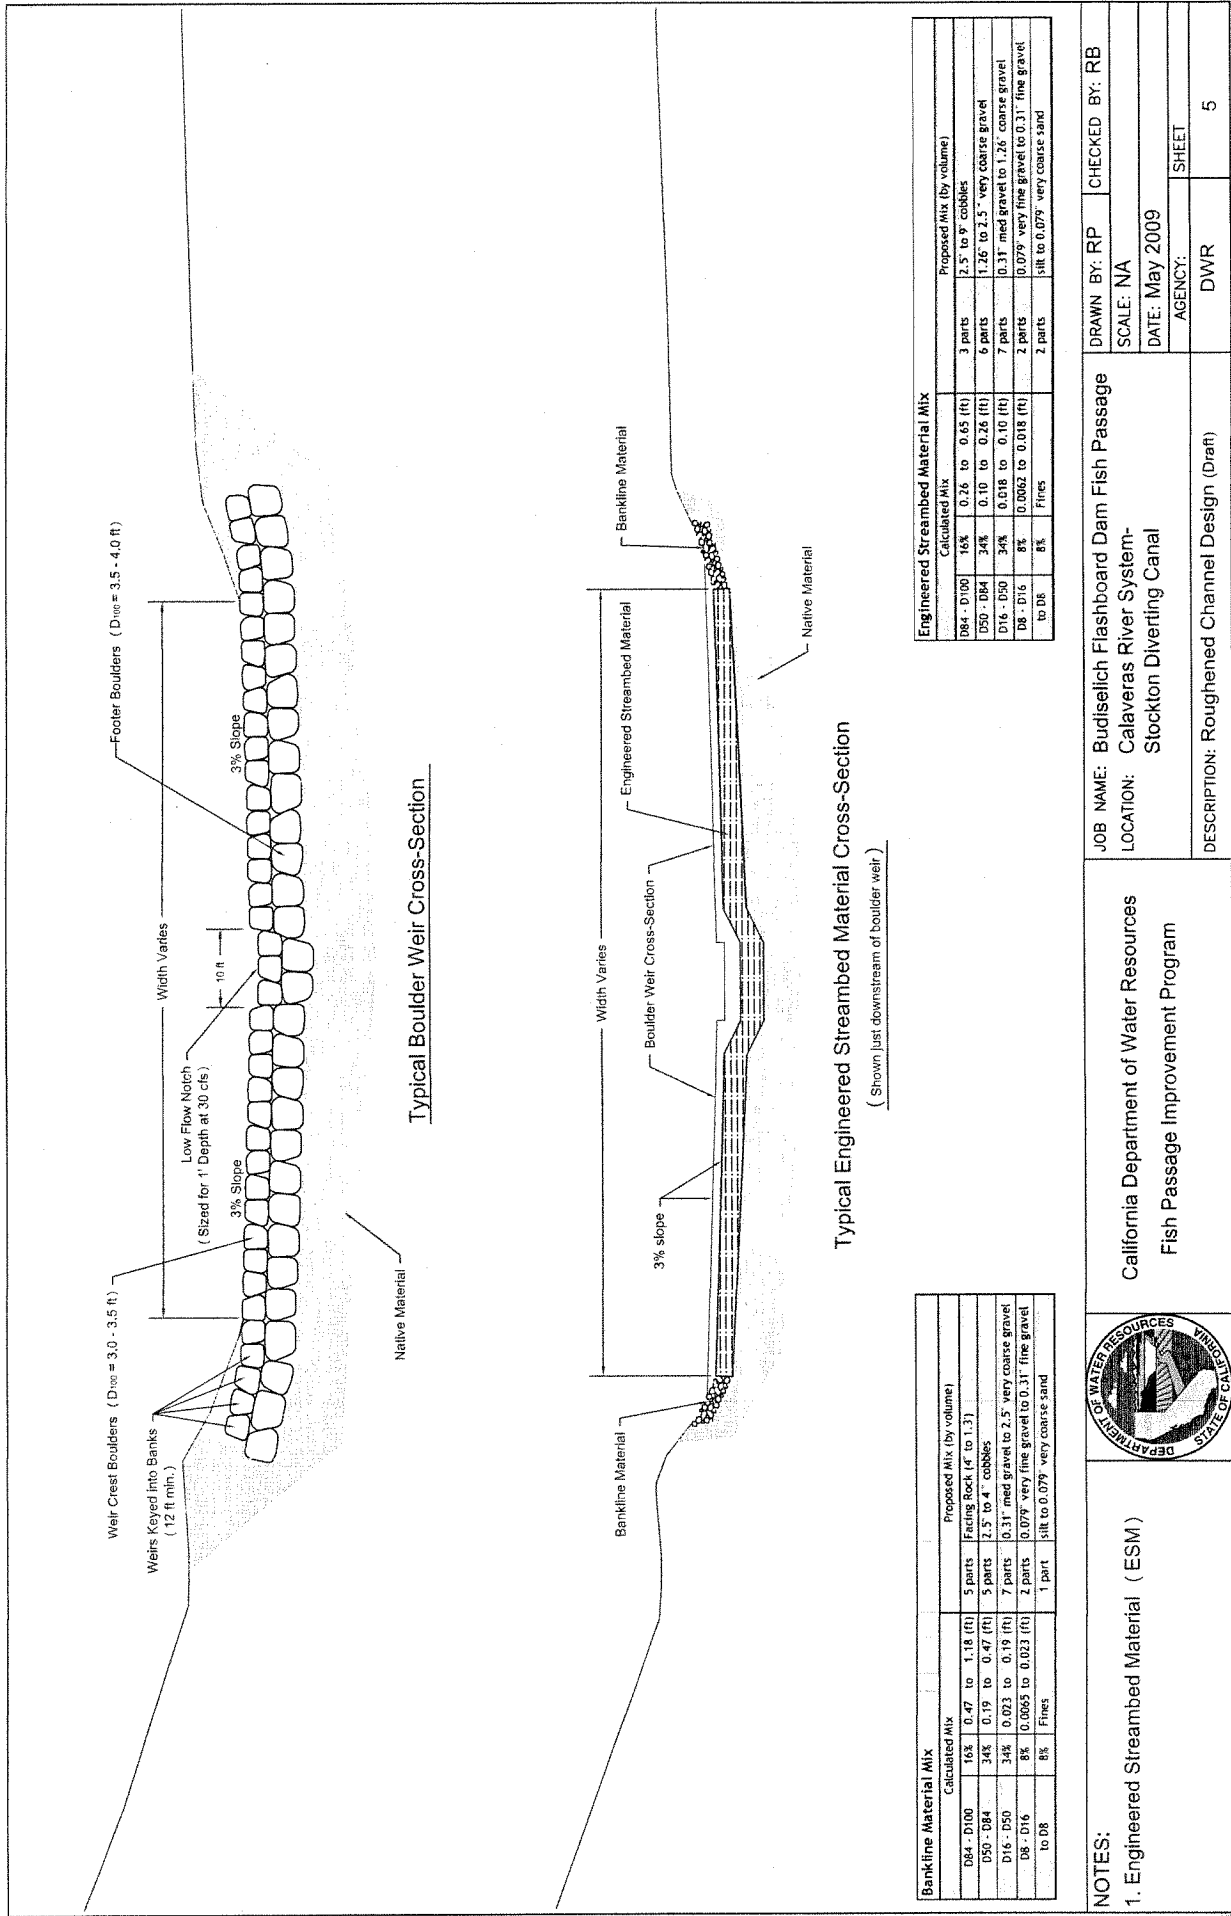 Weir Crest Boulders ( D100 = 3.0 - 3.5 ft )
Weirs Keyed into Banks
( 12 ft min.)
Width Varies
Low Flow Notch
( Sized for 1' Depth at 30 cfs )
10 ft
Footer Boulders ( D100 = 3.5 - 4.0 ft )
3% Slope
3% Slope
Native Material
Typical Boulder Weir Cross-Section
Width Varies
Bankline Material
3% slope
Boulder Weir Cross-Section
Engineered Streambed Material
Bankline Material
Native Material
Typical Engineered Streambed Material Cross-Section
( Shown just downstream of boulder weir )
Bankline Material Mix
Calculated Mix Proposed Mix (by volume)
D84 - D100 16% 0.47 to 1.18 (ft) 5 parts Facing Rock (4" to 1.3')
D50 - D84 34% 0.19 to 0.47 (ft) 5 parts 2.5" to 4" cobbles
D16 - D50 34% 0.023 to 0.19 (ft) 7 parts 0.31" med gravel to 2.5" very coarse gravel
D8 - D16 8% 0.0065 to 0.023 (ft) 2 parts 0.079" very fine gravel to 0.31" fine gravel
to D8 8% Fines 1 part silt to 0.079" very coarse sand
Engineered Streambed Material Mix
Calculated Mix Proposed Mix (by volume)
D84 - D100 16% 0.26 to 0.65 (ft) 3 parts 2.5" to 9" cobbles
D50 - D84 34% 0.10 to 0.26 (ft) 6 parts 1.26" to 2.5" very coarse gravel
D16 - D50 34% 0.018 to 0.10 (ft) 7 parts 0.31" med gravel to 1.26" coarse gravel
D8 - D16 8% 0.0062 to 0.018 (ft) 2 parts 0.079" very fine gravel to 0.31" fine gravel
to D8 8% Fines 2 parts silt to 0.079" very coarse sand
NOTES:
1. Engineered Streambed Material ( ESM )
DEPARTMENT OF WATER RESOURCES
STATE OF CALIFORNIA
California Department of Water Resources
Fish Passage Improvement Program
JOB NAME: Budiselich Flashboard Dam Fish Passage
LOCATION: Calaveras River System-
Stockton Diverting Canal
DESCRIPTION: Roughened Channel Design (Draft)
DRAWN BY: RP
CHECKED BY: RB
SCALE: NA
DATE: May 2009
AGENCY:
DWR
SHEET
5